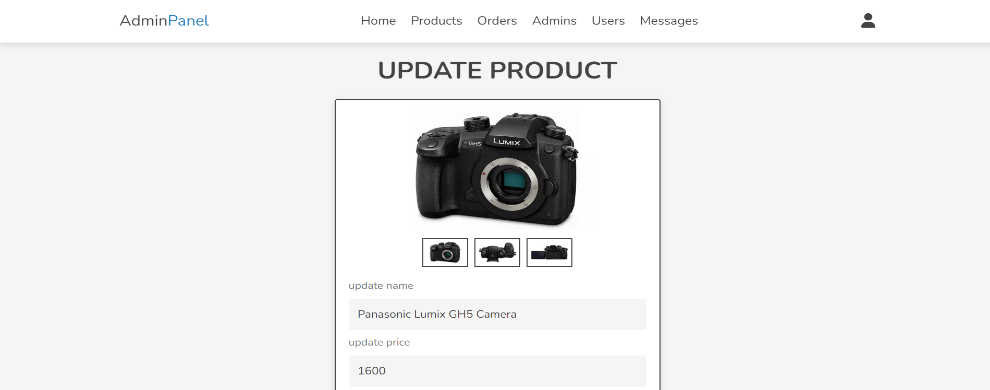 AdminPanel
Home Products Orders Admins Users Messages
UPDATE PRODUCT
GH5
LUMIX
update name
Panasonic Lumix GH5 Camera
update price
1600